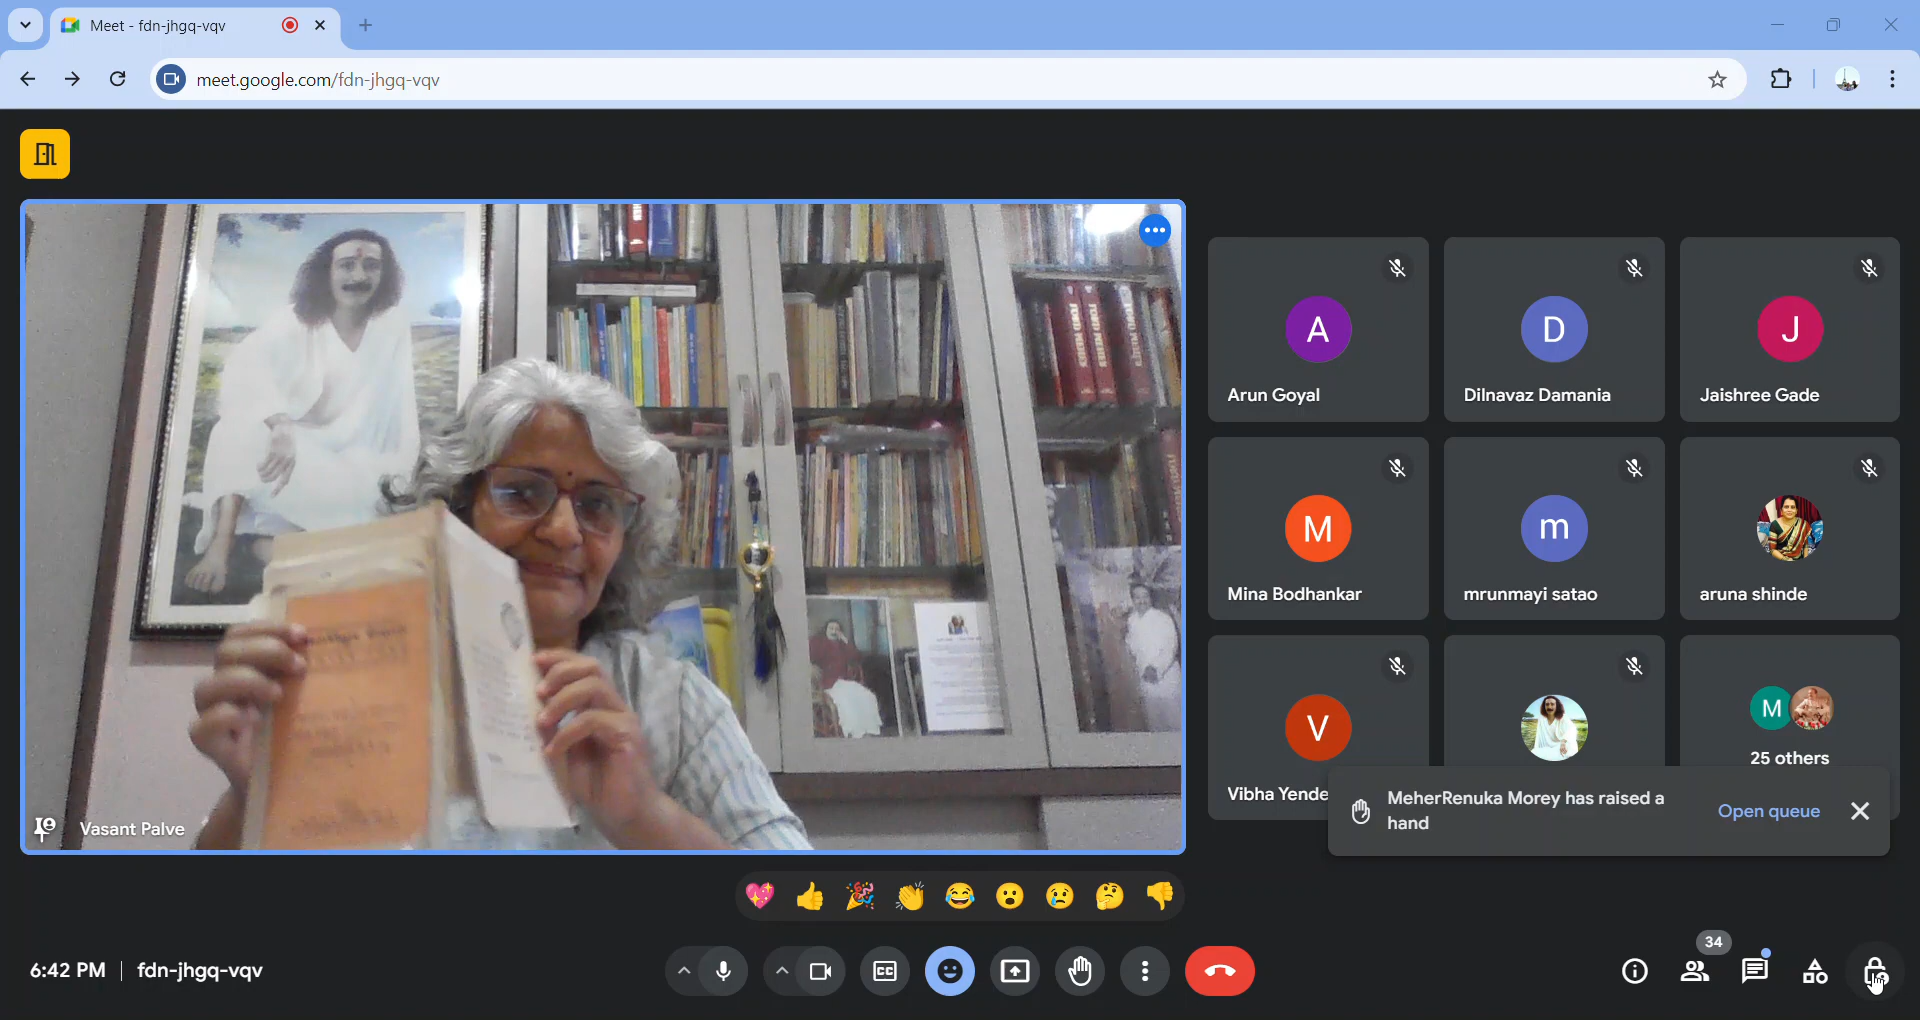 Meet - fdn-jhgq-vqv
meet.google.com/fdn-jhgq-vqv
Vasant Palve
A
Arun Goyal
D
Dilnavaz Damania
J
Jaishree Gade
M
Mina Bodhankar
m
mrunmayi satao
aruna shinde
V
Vibha Yende
M
25 others
MeherRenuka Morey has raised a
hand
Open queue
6:42 PM
fdn-jhgq-vqv
CC
34